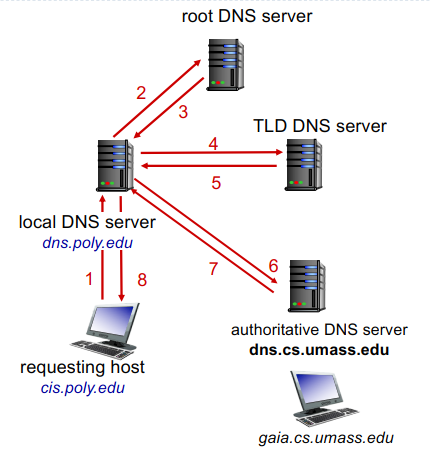 root DNS server
2
3
TLD DNS server
4
5
local DNS server
dns.poly.edu
6
7
1
8
authoritative DNS server
dns.cs.umass.edu
requesting host
cis.poly.edu
gaia.cs.umass.edu